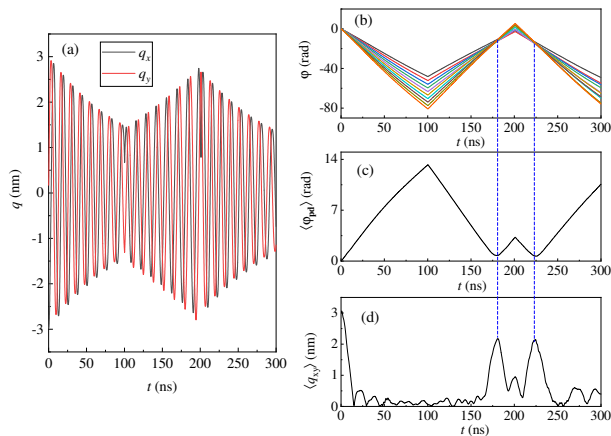 (a)
q_x
q_y
3
2
1
0
-1
-2
-3
q (nm)
0 50 100 150 200 250 300
t (ns)
(b)
0
-40
-80
φ (rad)
0 50 100 150 200 250 300
t (ns)
(c)
14
7
0
⟨φ_pd⟩ (rad)
0 50 100 150 200 250 300
t (ns)
(d)
3
2
1
0
⟨q_xy⟩ (nm)
0 50 100 150 200 250 300
t (ns)